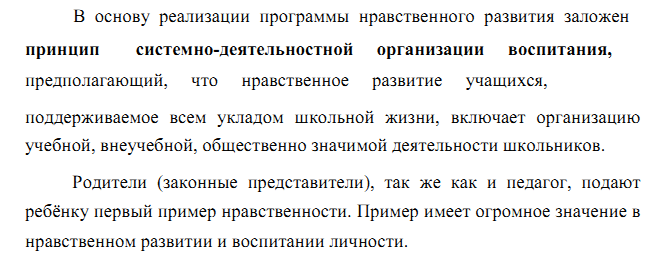 В основу реализации программы нравственного развития заложен
принцип системно-деятельностной организации воспитания,
предполагающий, что нравственное развитие учащихся,
поддерживаемое всем укладом школьной жизни, включает организацию
учебной, внеучебной, общественно значимой деятельности школьников.
Родители (законные представители), так же как и педагог, подают
ребёнку первый пример нравственности. Пример имеет огромное значение в
нравственном развитии и воспитании личности.